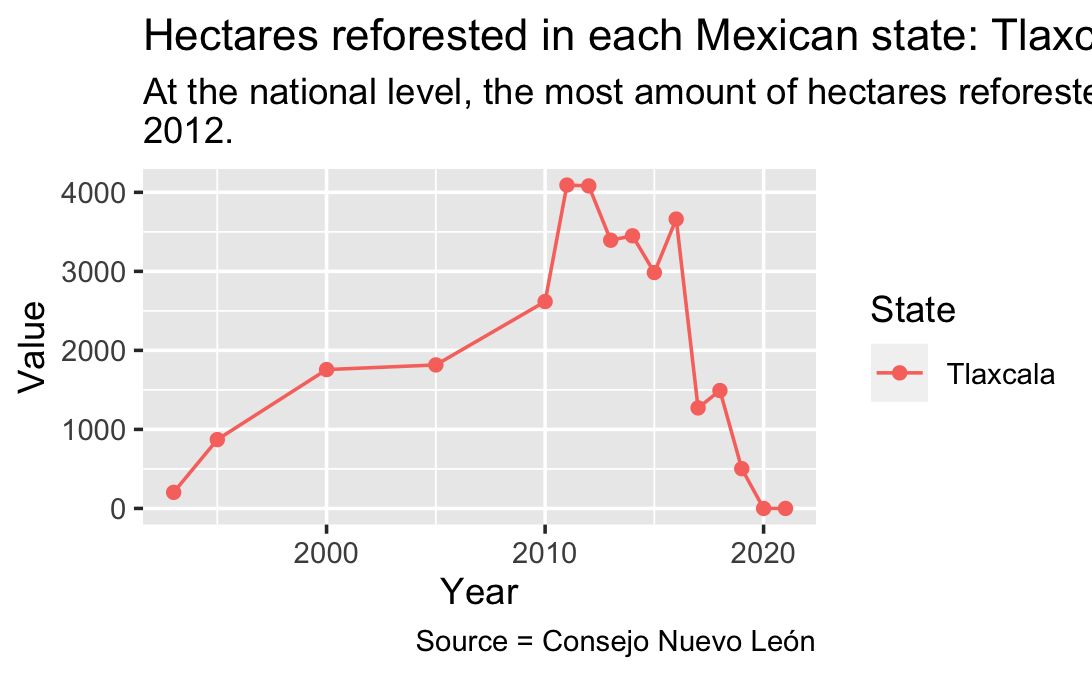 Hectares reforested in each Mexican state: Tlaxc
At the national level, the most amount of hectares reforeste
2012.
4000
3000
2000
1000
0
Value
2000 2010 2020
Year
State
Tlaxcala
Source = Consejo Nuevo León